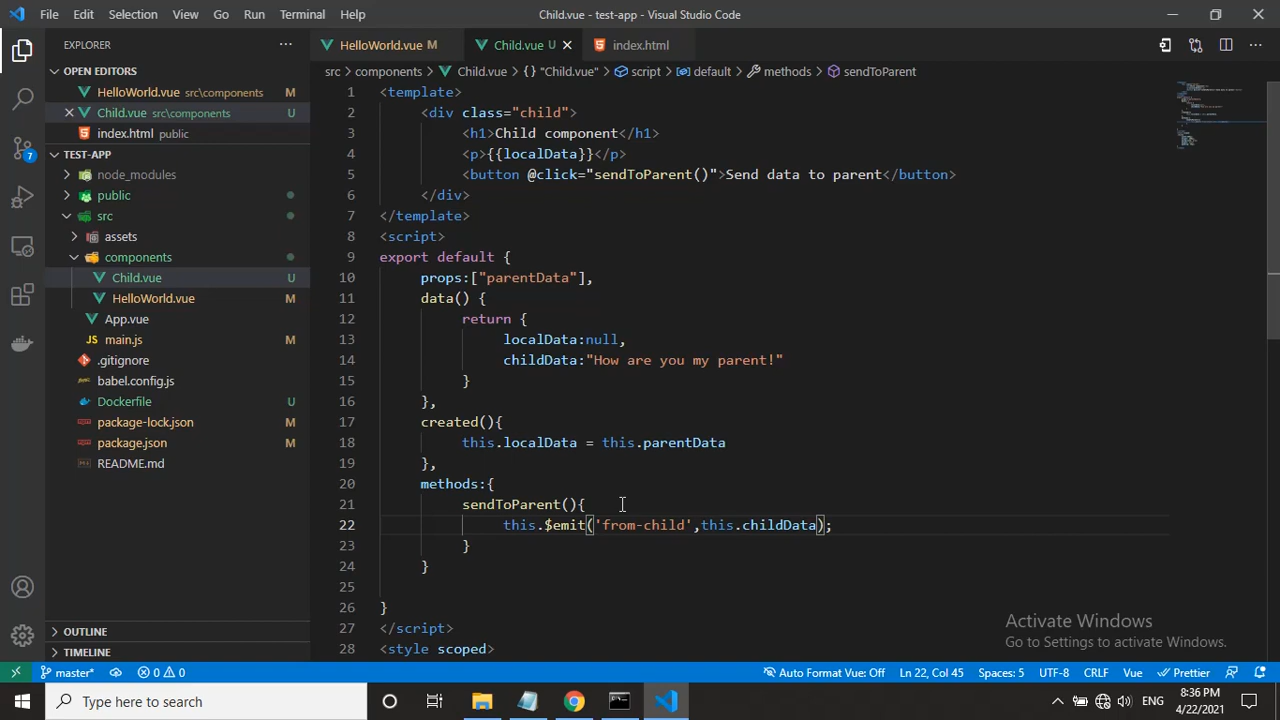 File Edit Selection View Go Run Terminal Help Child.vue - test-app - Visual Studio Code
EXPLORER
HelloWorld.vue M Child.vue U index.html
OPEN EDITORS
HelloWorld.vue src\components M
Child.vue src\components U
index.html public
TEST-APP
node_modules
public
src
assets
components
Child.vue U
HelloWorld.vue M
App.vue
main.js M
.gitignore
babel.config.js
Dockerfile U
package-lock.json M
package.json M
README.md
OUTLINE
TIMELINE
7
src > components > Child.vue > {} "Child.vue" > script > default > methods > sendToParent
1 <template>
2 <div class="child">
3 <h1>Child component</h1>
4 <p>{{localData}}</p>
5 <button @click="sendToParent()">Send data to parent</button>
6 </div>
7 </template>
8 <script>
9 export default {
10 props:["parentData"],
11 data() {
12 return {
13 localData:null,
14 childData:"How are you my parent!"
15 }
16 },
17 created(){
18 this.localData = this.parentData
19 },
20 methods:{
21 sendToParent(){
22 this.$emit('from-child',this.childData);
23 }
24 }
25
26 }
27 </script>
28 <style scoped>
Activate Windows
Go to Settings to activate Windows.
master* 0 0 Auto Format Vue: Off Ln 22, Col 45 Spaces: 5 UTF-8 CRLF Vue Prettier
Type here to search
ENG
8:36 PM
4/22/2021